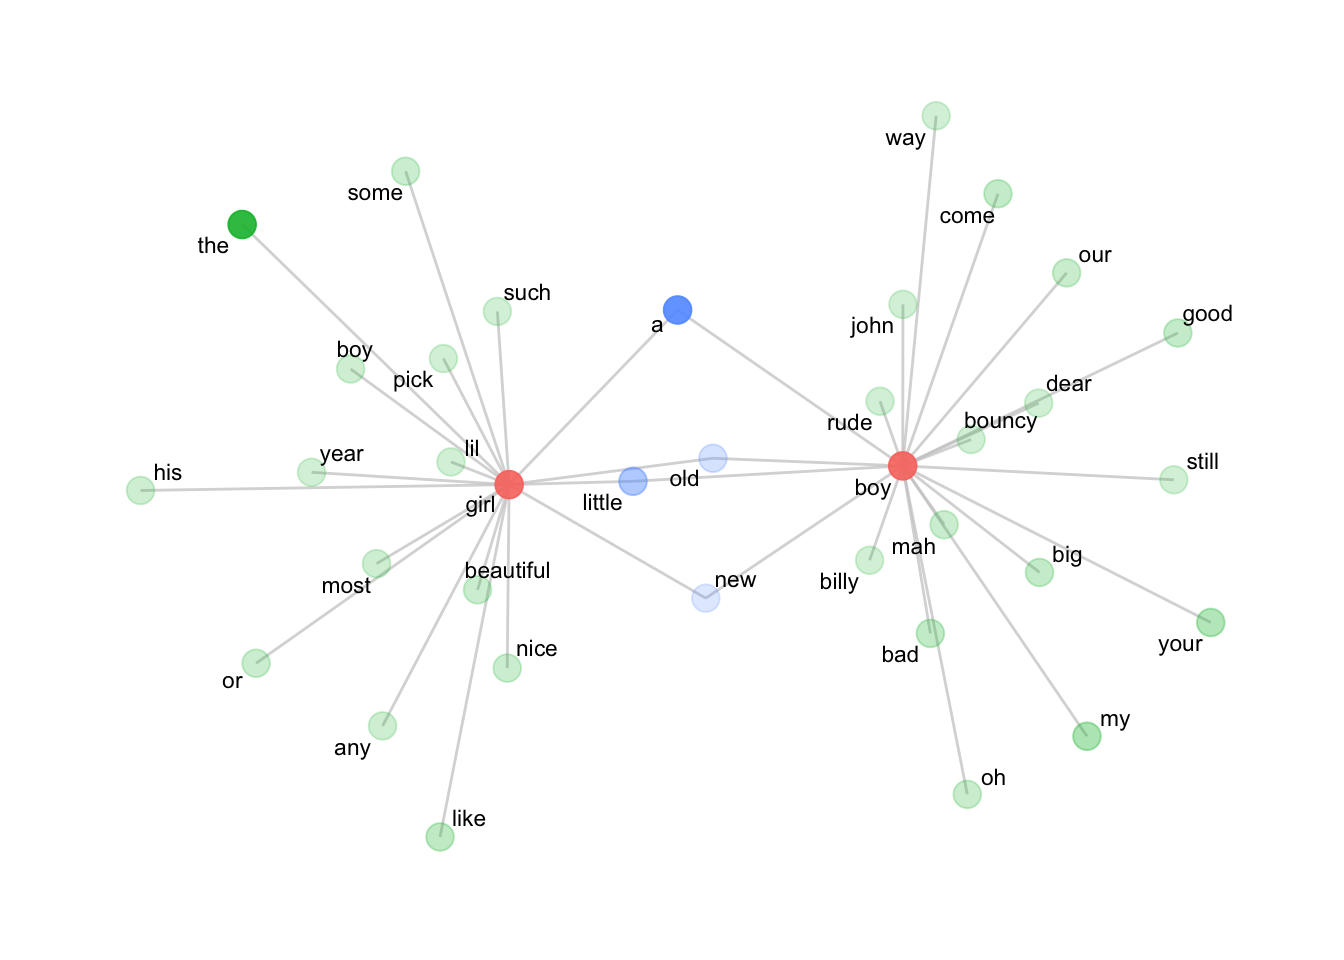 way
some
come
the
our
such
good
a
john
boy
pick
dear
rude
bouncy
lil
year
his
still
old
girl
little
boy
mah
big
beautiful
billy
most
new
your
nice
bad
or
my
any
oh
like